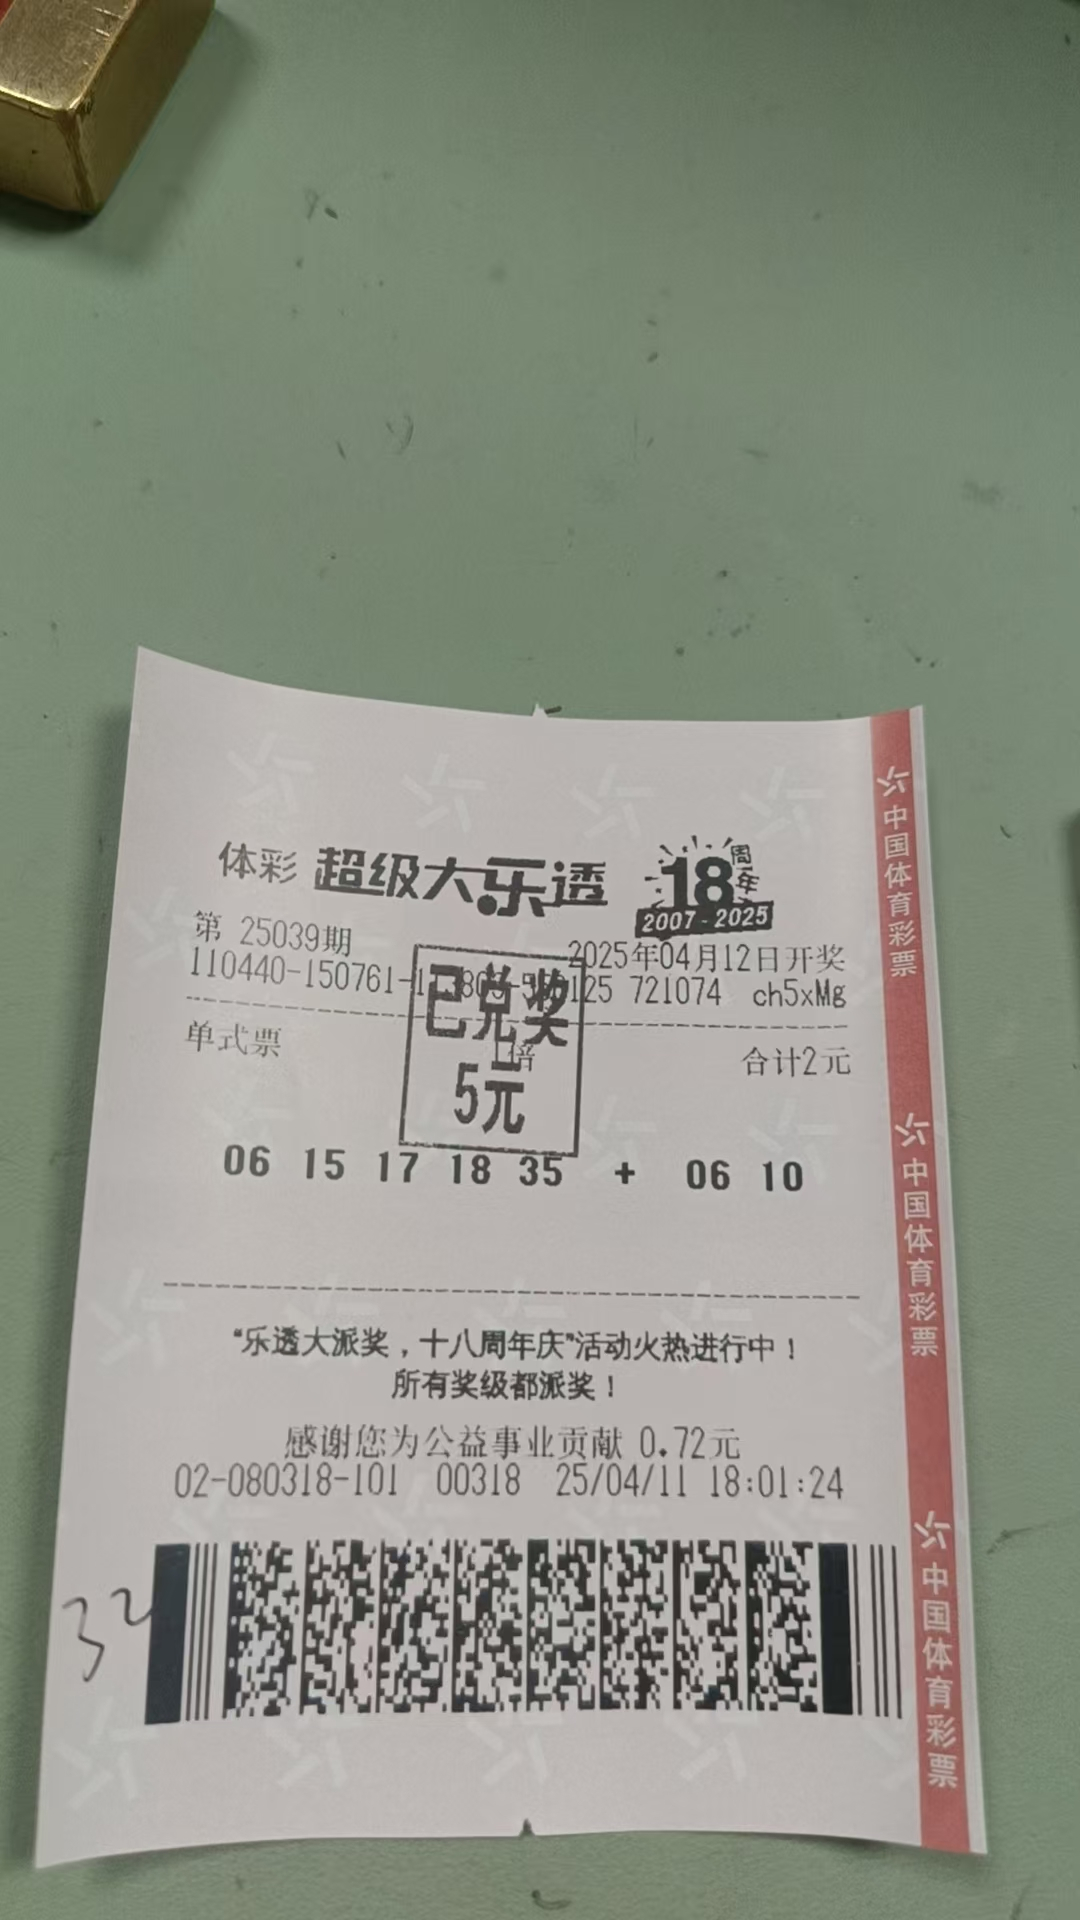 体彩 超级大乐透 18周年
2007-2025
第 25039期 2025年04月12日开奖
110440-150761- 125 721074 ch5xMg
已兑奖
5元
单式票 1倍 合计2元
06 15 17 18 35 + 06 10
“乐透大派奖，十八周年庆”活动火热进行中！
所有奖级都派奖！
感谢您为公益事业贡献 0.72元
02-080318-101 00318 25/04/11 18:01:24
32
中国体育彩票
中国体育彩票
中国体育彩票